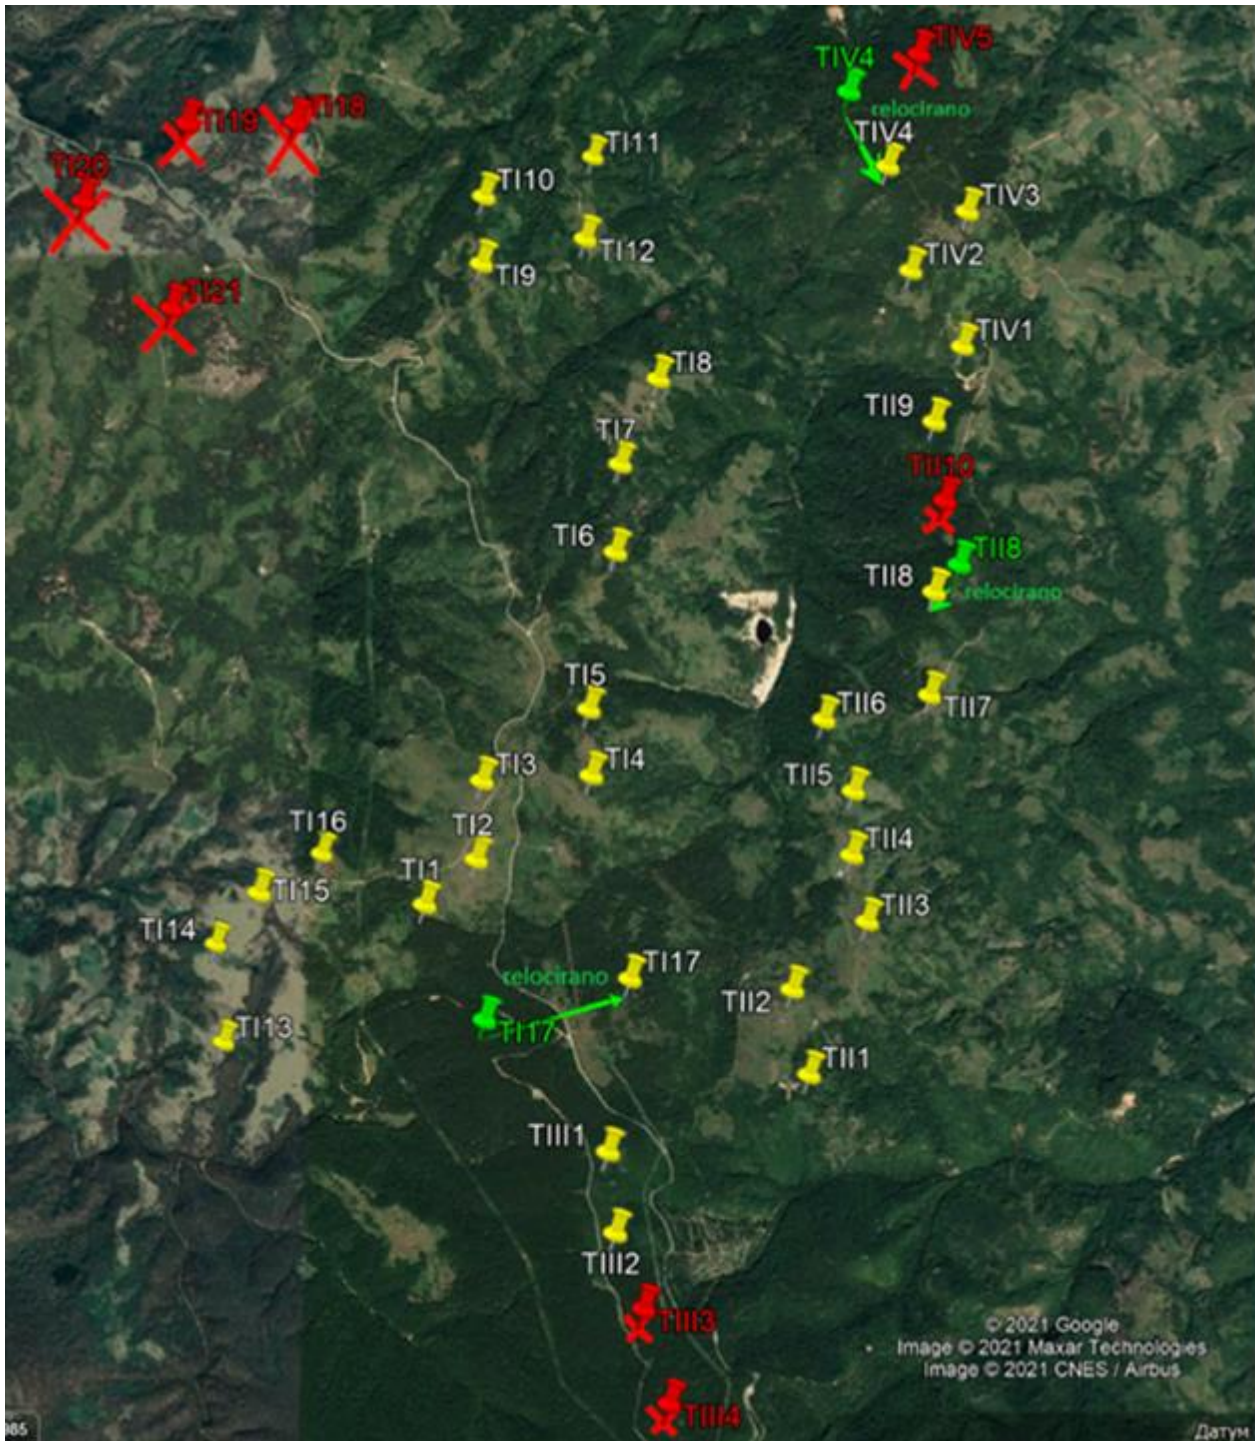 TIV5
TIV4
relocirano
TI18
TI19
TIV4
TI11
TI20
TI10
TIV3
TI12
TIV2
TI9
TI21
TIV1
TI8
TII9
TI7
TII10
TI6
TII8
TII8
relocirano
TI5
TII6
TII7
TI3
TI4
TII5
TI16
TI2
TII4
TI1
TI15
TII3
TI14
TI17
relocirano
TII2
TI17
TI13
TII1
TIII1
TIII2
TIII3
© 2021 Google
Image © 2021 Maxar Technologies
Image © 2021 CNES / Airbus
TIII4
985
Датум